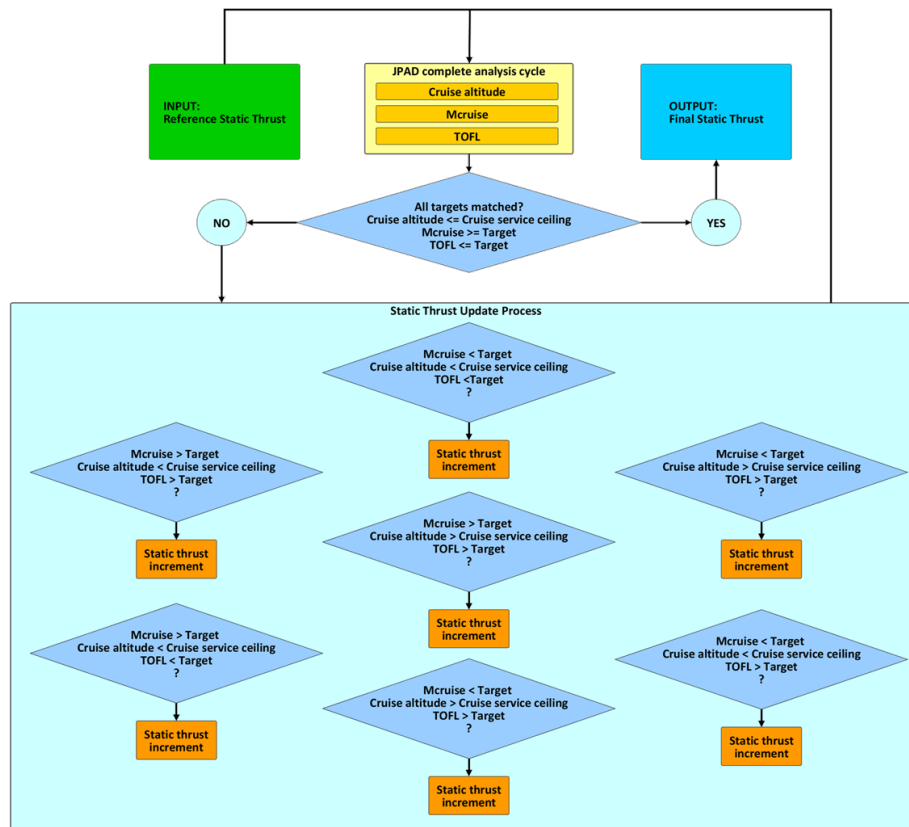 JPAD complete analysis cycle
Cruise altitude
Mcruise
TOFL
INPUT:
Reference Static Thrust
OUTPUT:
Final Static Thrust
All targets matched?
Cruise altitude <= Cruise service ceiling
Mcruise >= Target
TOFL <= Target
NO
YES
Static Thrust Update Process
Mcruise < Target
Cruise altitude < Cruise service ceiling
TOFL <Target
?
Static thrust
increment
Mcruise > Target
Cruise altitude < Cruise service ceiling
TOFL > Target
?
Static thrust
increment
Mcruise < Target
Cruise altitude > Cruise service ceiling
TOFL > Target
?
Static thrust
increment
Mcruise > Target
Cruise altitude > Cruise service ceiling
TOFL > Target
?
Static thrust
increment
Mcruise > Target
Cruise altitude < Cruise service ceiling
TOFL < Target
?
Static thrust
increment
Mcruise < Target
Cruise altitude < Cruise service ceiling
TOFL > Target
?
Static thrust
increment
Mcruise < Target
Cruise altitude > Cruise service ceiling
TOFL > Target
?
Static thrust
increment